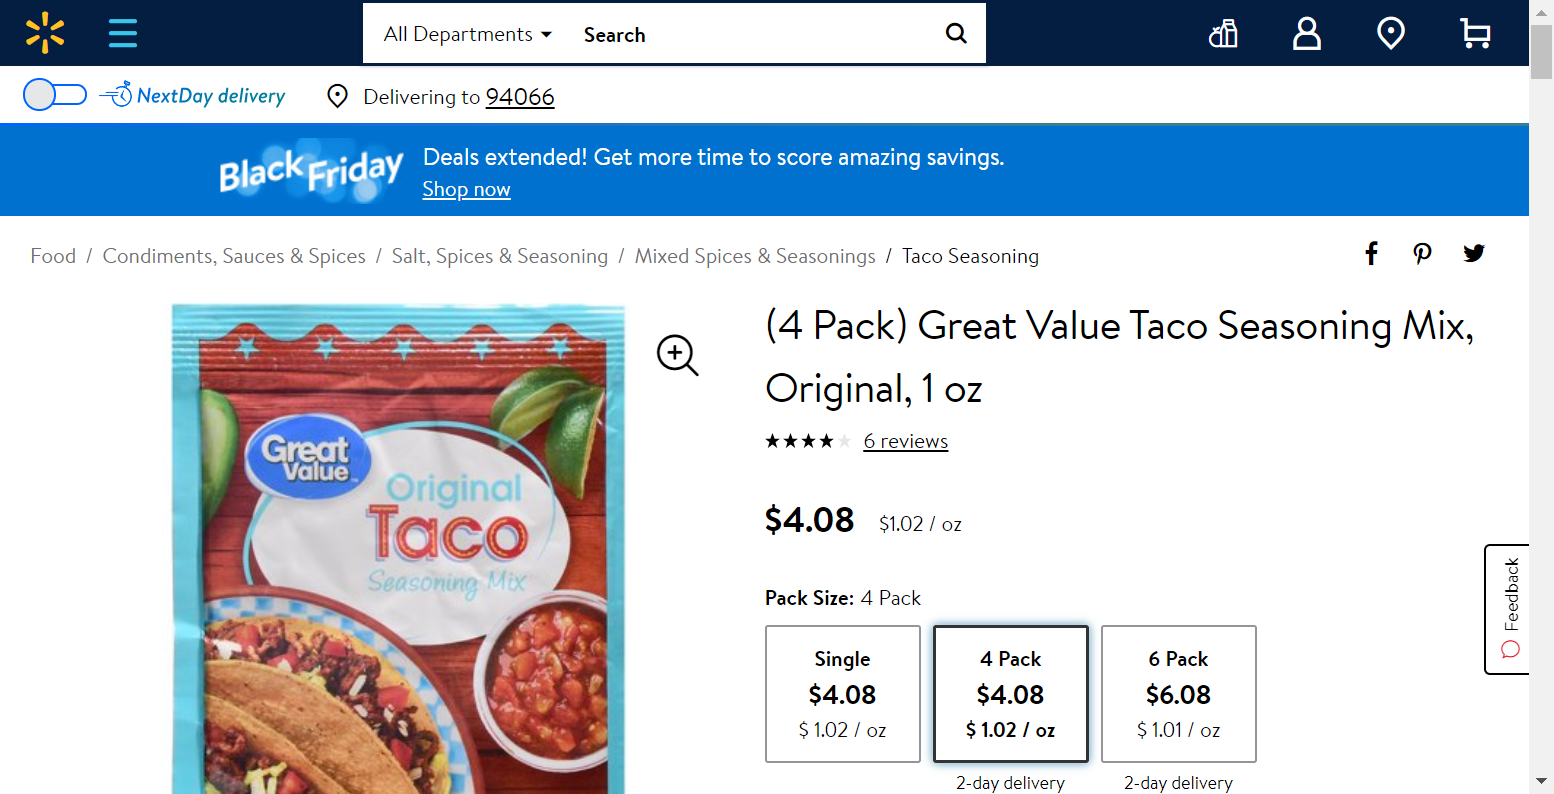 All Departments Search
NextDay delivery Delivering to 94066
Black Friday
Deals extended! Get more time to score amazing savings.
Shop now
Food / Condiments, Sauces & Spices / Salt, Spices & Seasoning / Mixed Spices & Seasonings / Taco Seasoning
Great
Value
Original
Taco
Seasoning Mix
(4 Pack) Great Value Taco Seasoning Mix,
Original, 1 oz
6 reviews
$4.08 $1.02 / oz
Pack Size: 4 Pack
Single
$4.08
$ 1.02 / oz
4 Pack
$4.08
$ 1.02 / oz
2-day delivery
6 Pack
$6.08
$ 1.01 / oz
2-day delivery
Feedback